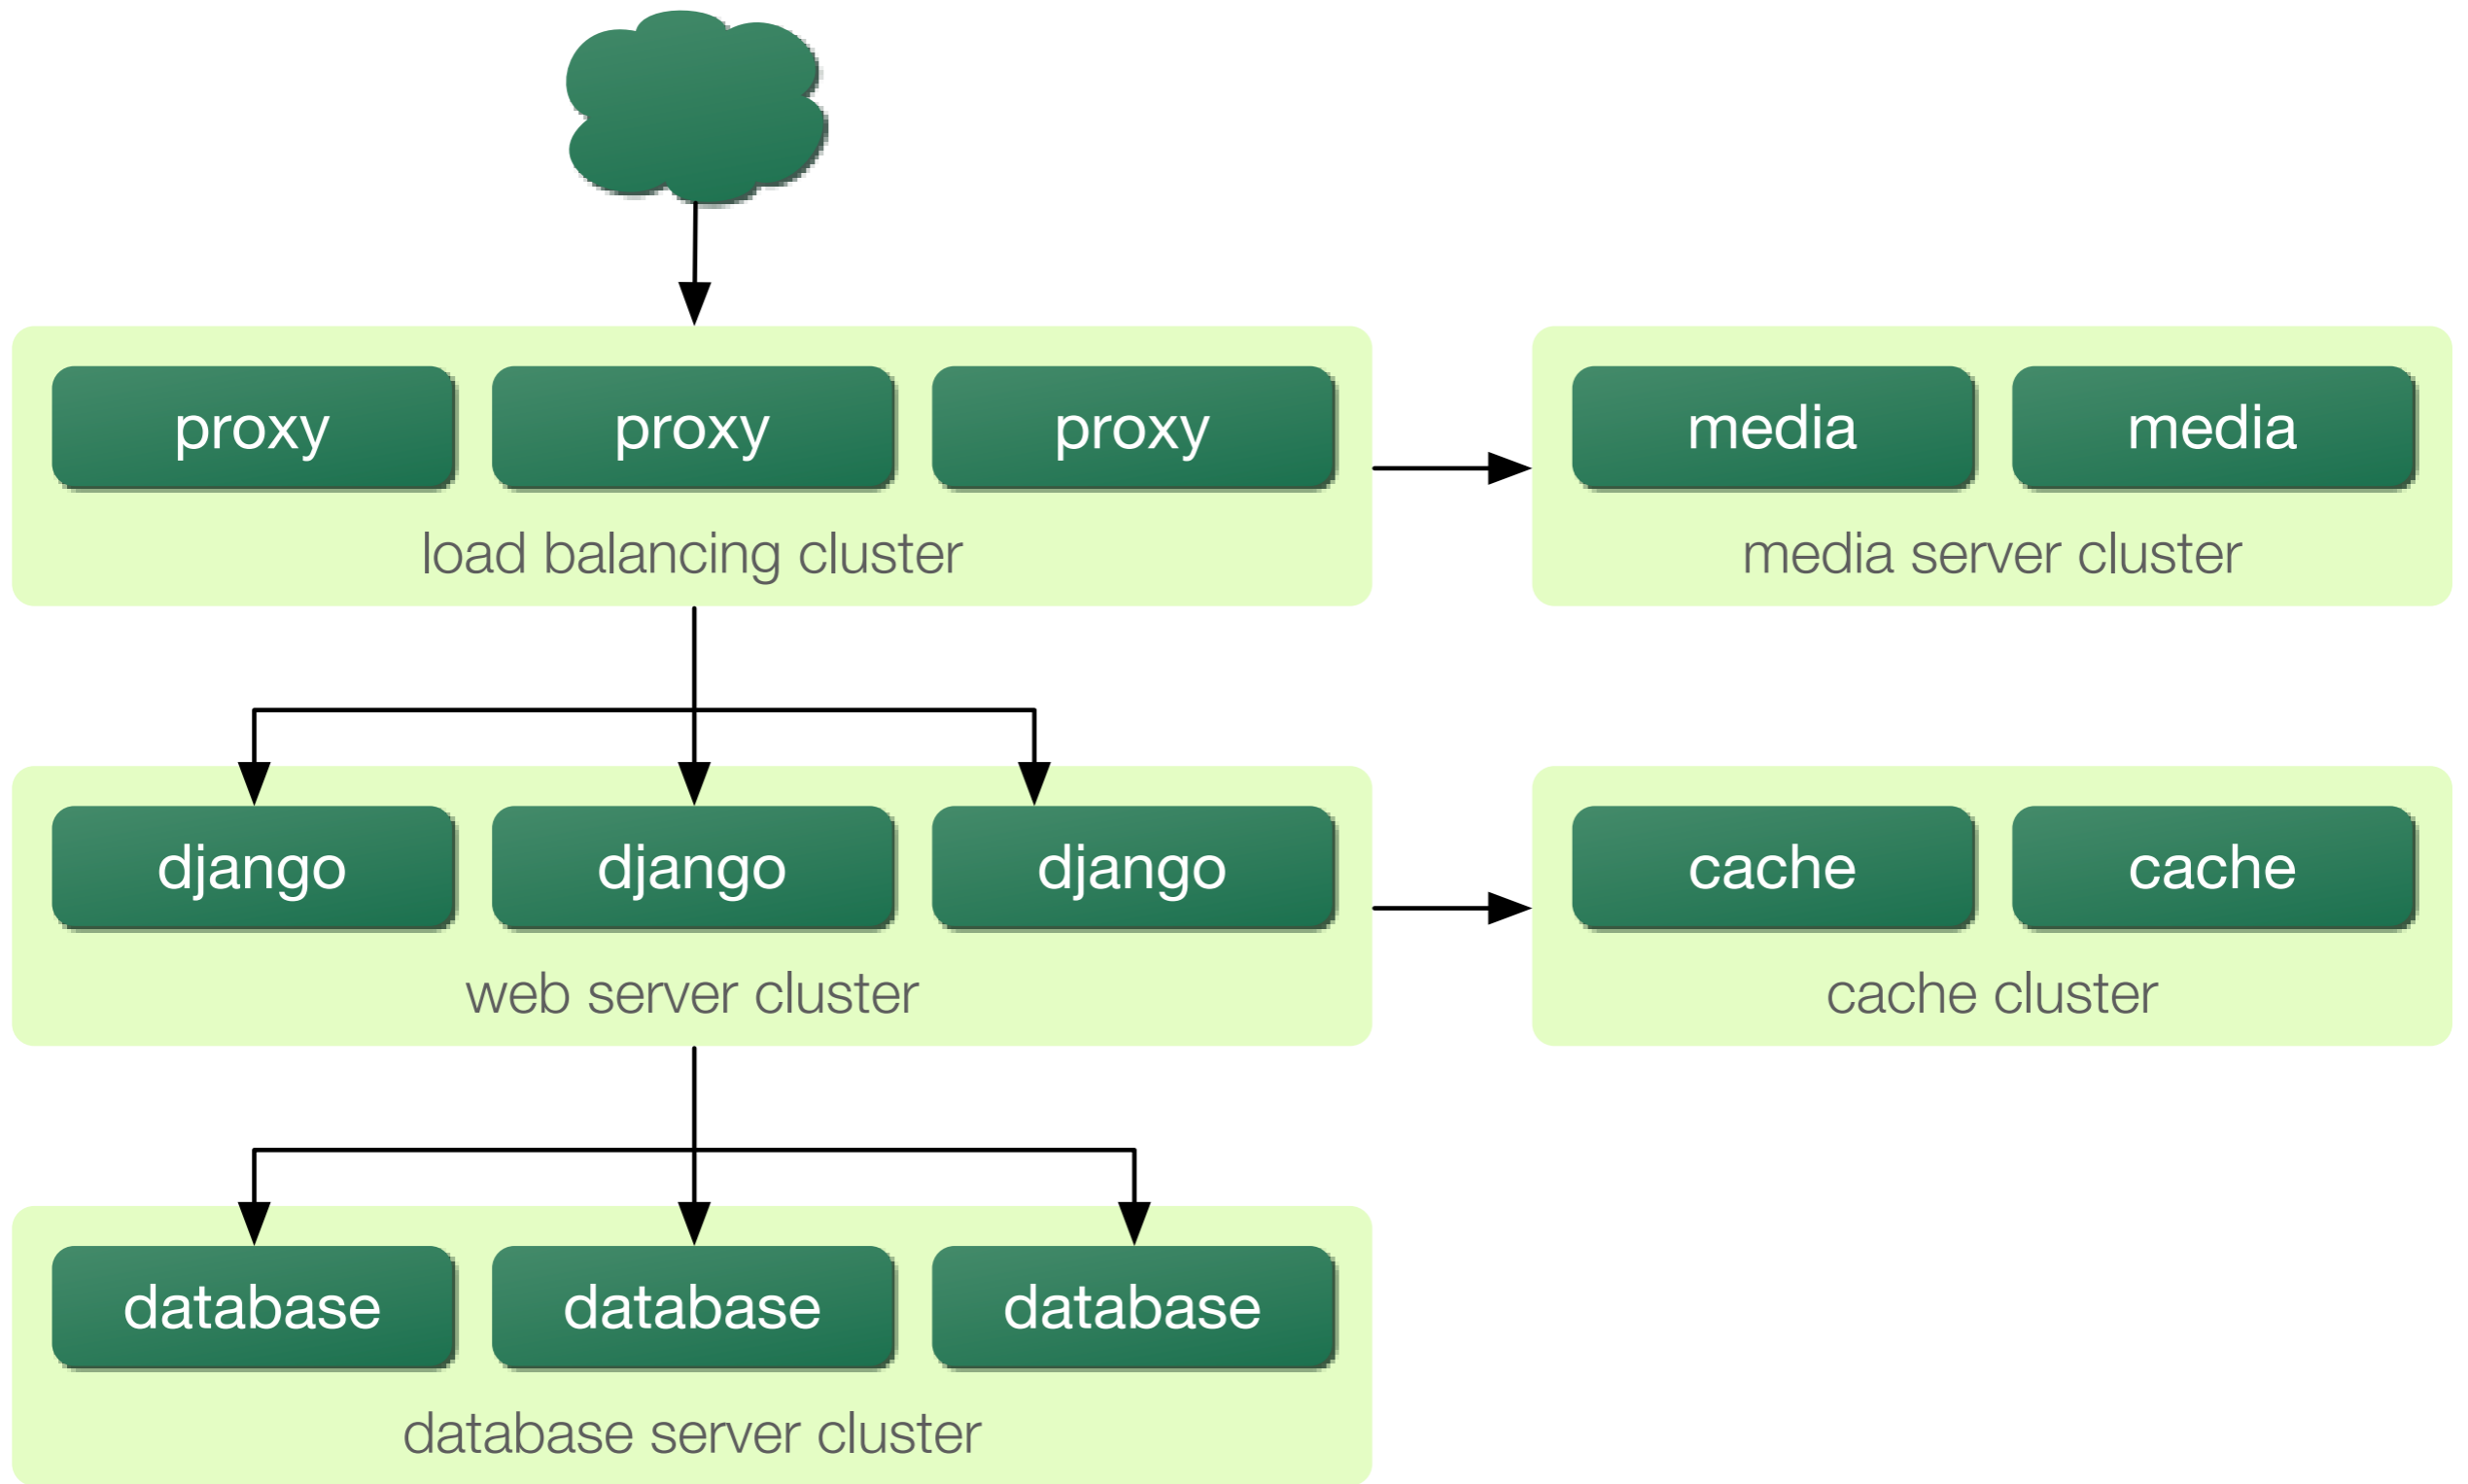 proxy proxy proxy
load balancing cluster
media media
media server cluster
django django django
web server cluster
cache cache
cache cluster
database database database
database server cluster